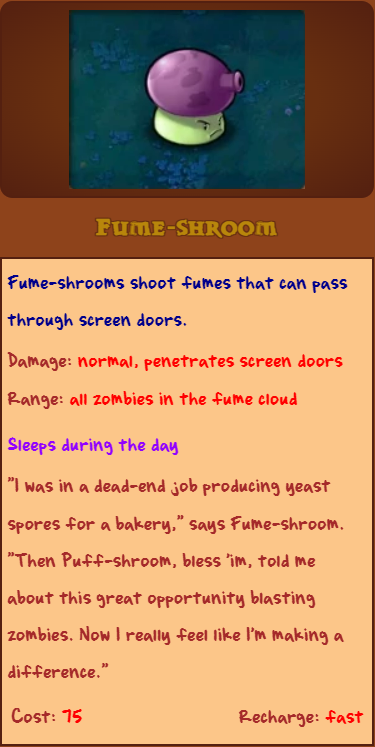 Fume-shroom
Fume-shrooms shoot fumes that can pass
through screen doors.
Damage: normal, penetrates screen doors
Range: all zombies in the fume cloud
Sleeps during the day
"I was in a dead-end job producing yeast
spores for a bakery," says Fume-shroom.
"Then Puff-shroom, bless 'im, told me
about this great opportunity blasting
zombies. Now I really feel like I'm making a
difference."
Cost: 75 Recharge: fast